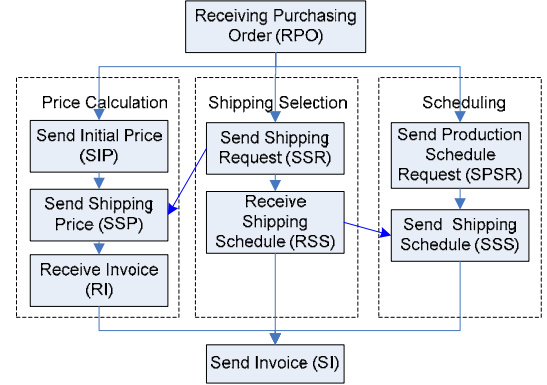 Receiving Purchasing
Order (RPO)
Price Calculation
Send Initial Price
(SIP)
Send Shipping
Price (SSP)
Receive Invoice
(RI)
Shipping Selection
Send Shipping
Request (SSR)
Receive
Shipping
Schedule (RSS)
Scheduling
Send Production
Schedule
Request (SPSR)
Send Shipping
Schedule (SSS)
Send Invoice (SI)